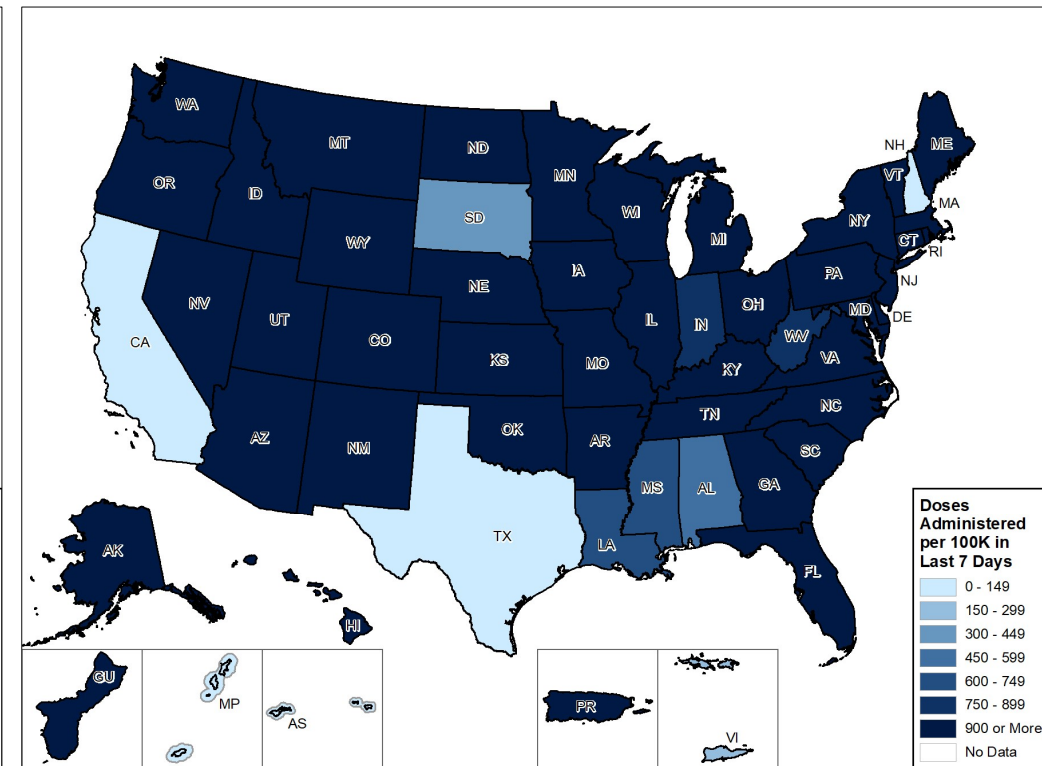 WA
MT
ND
MN
OR
ID
SD
WY
WI
MI
NH
ME
VT
MA
NY
CT
RI
NV
UT
CO
NE
IA
IL
IN
OH
PA
NJ
MD
DE
CA
KS
MO
WV
VA
KY
AZ
NM
OK
AR
TN
NC
SC
MS
AL
GA
TX
LA
FL
AK
HI
GU
MP
AS
PR
VI
Doses
Administered
per 100K in
Last 7 Days
0 - 149
150 - 299
300 - 449
450 - 599
600 - 749
750 - 899
900 or More
No Data